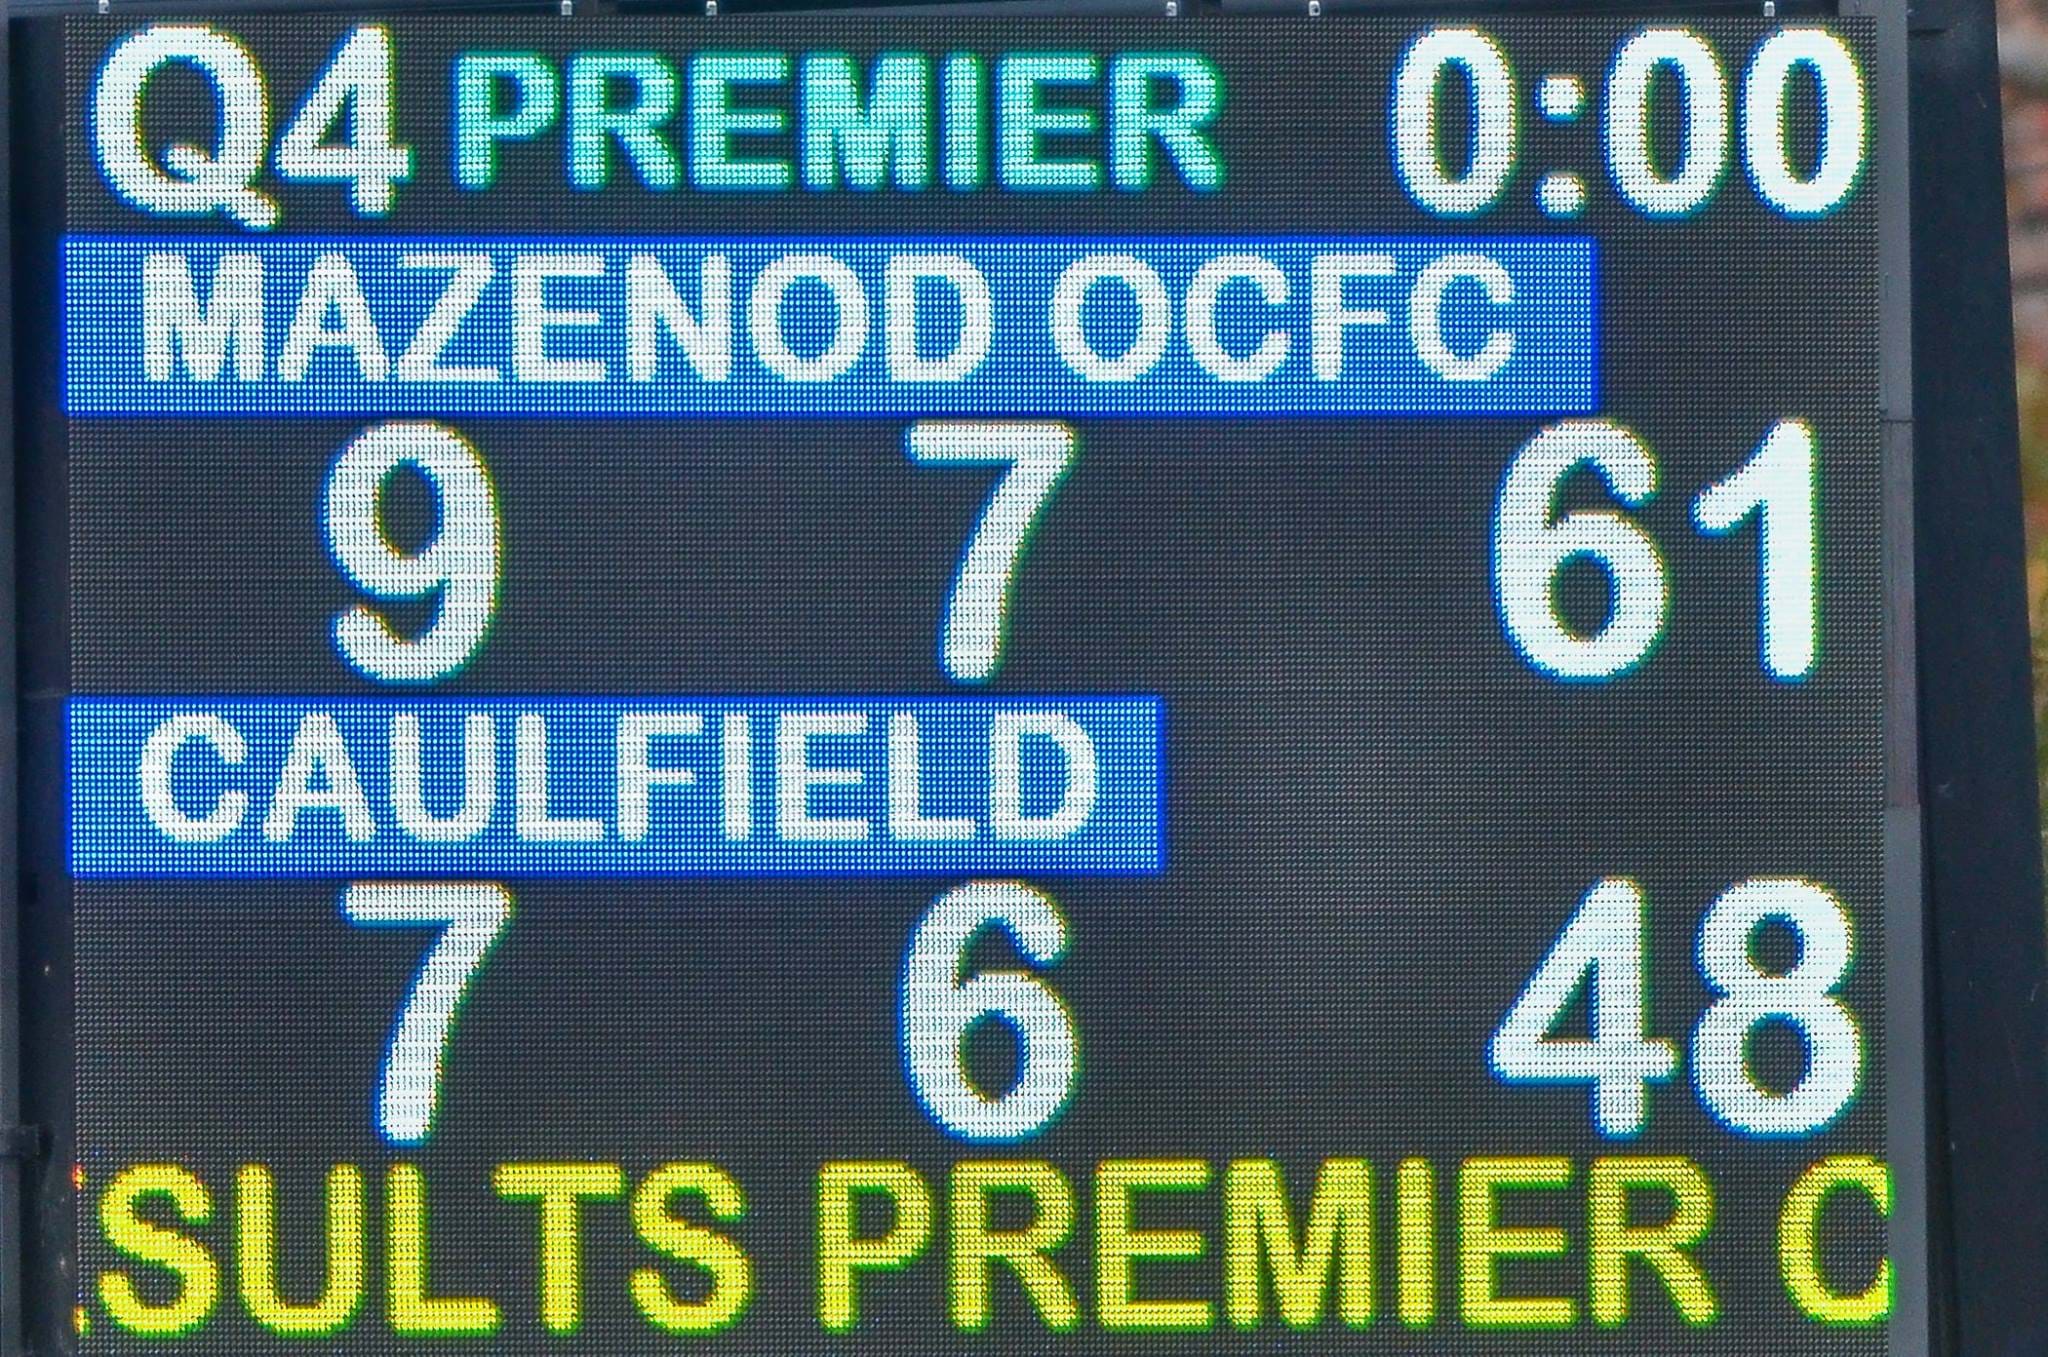 Q4 PREMIER 0:00
MAZENOD OCFC
9 7 61
CAULFIELD
7 6 48
SULTS PREMIER C